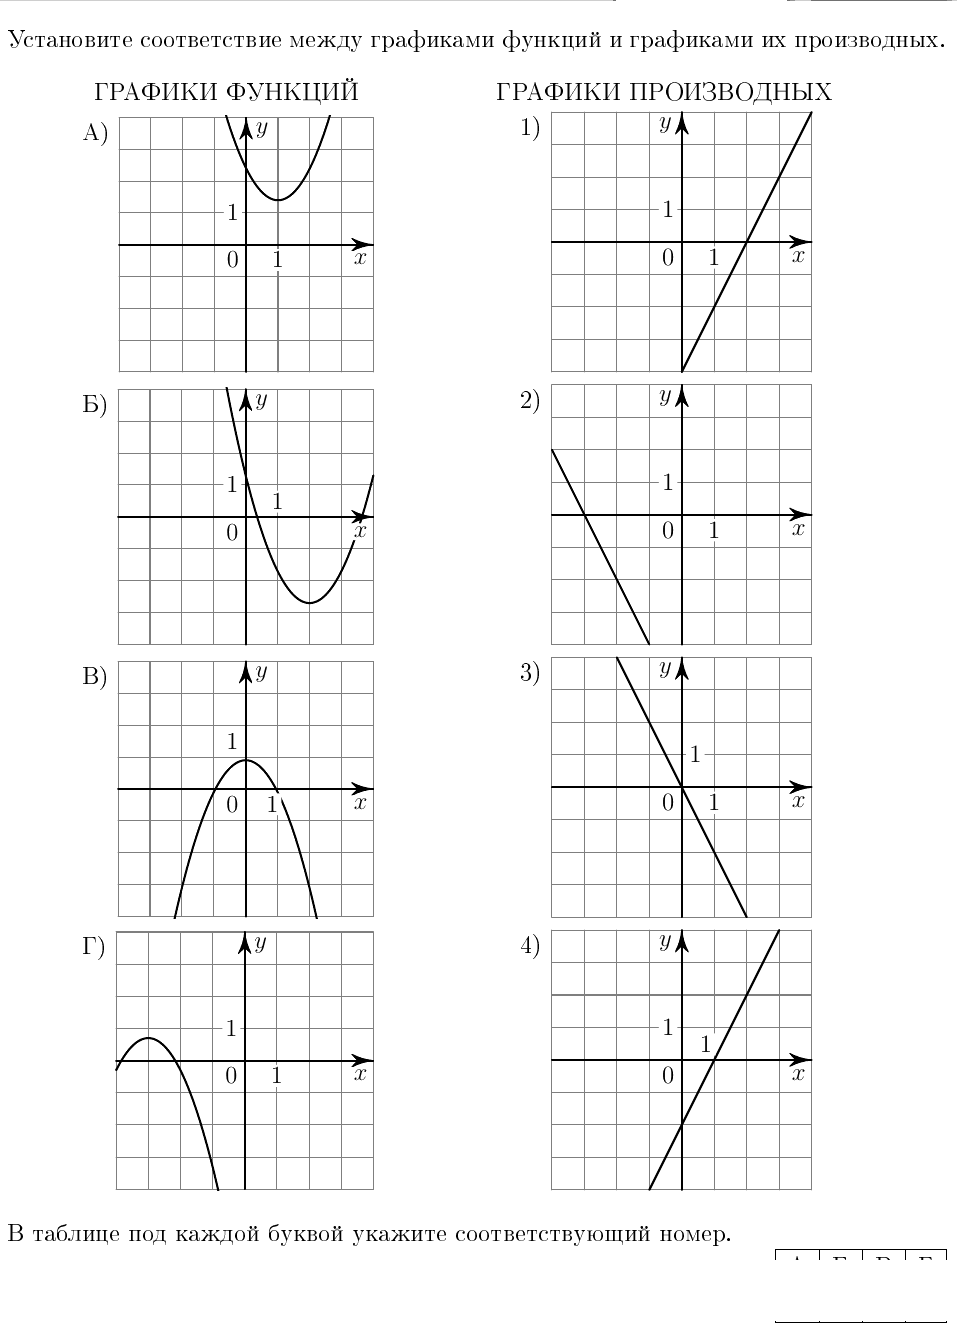 Установите соответствие между графиками функций и графиками их производных.
ГРАФИКИ ФУНКЦИЙ ГРАФИКИ ПРОИЗВОДНЫХ
А) y 1 0 1 x
1) y 1 0 1 x
Б) y 1 1 0 x
2) y 1 0 1 x
В) y 1 0 1 x
3) y 1 0 1 x
Г) y 1 0 1 x
4) y 1 1 0 x
В таблице под каждой буквой укажите соответствующий номер.